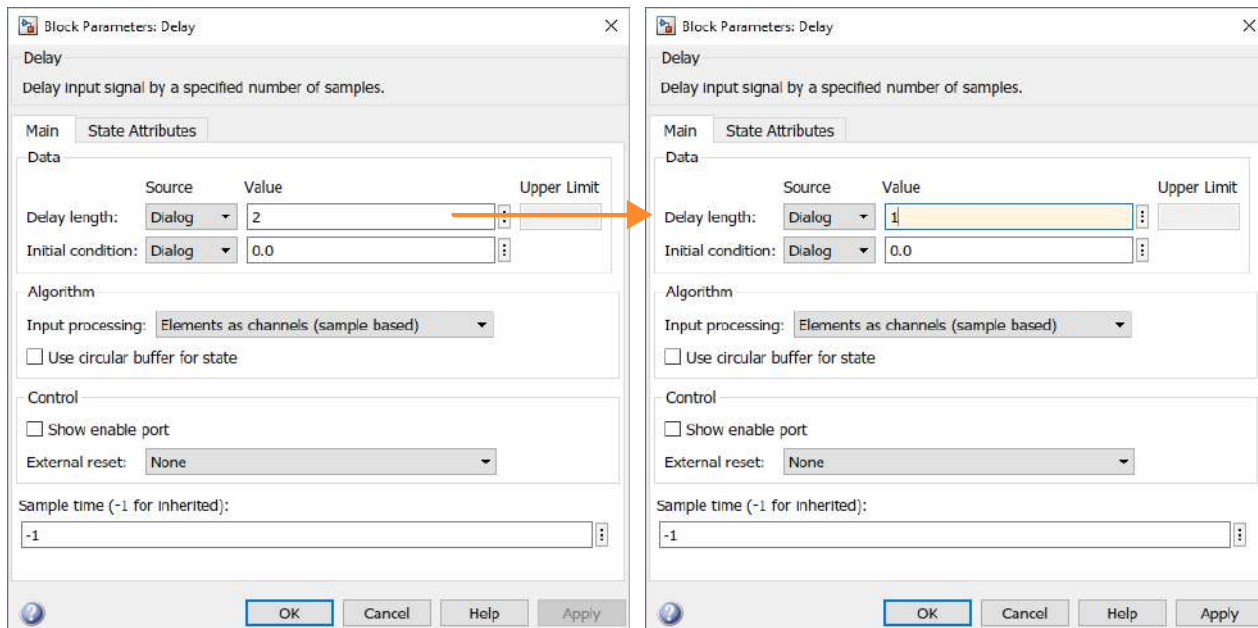 Block Parameters: Delay
Delay
Delay input signal by a specified number of samples.
Main State Attributes
Data
Source Value Upper Limit
Delay length: Dialog 2
Initial condition: Dialog 0.0
Algorithm
Input processing: Elements as channels (sample based)
Use circular buffer for state
Control
Show enable port
External reset: None
Sample time (-1 for inherited):
-1
OK Cancel Help Apply
Block Parameters: Delay
Delay
Delay input signal by a specified number of samples.
Main State Attributes
Data
Source Value Upper Limit
Delay length: Dialog 1
Initial condition: Dialog 0.0
Algorithm
Input processing: Elements as channels (sample based)
Use circular buffer for state
Control
Show enable port
External reset: None
Sample time (-1 for inherited):
-1
OK Cancel Help Apply